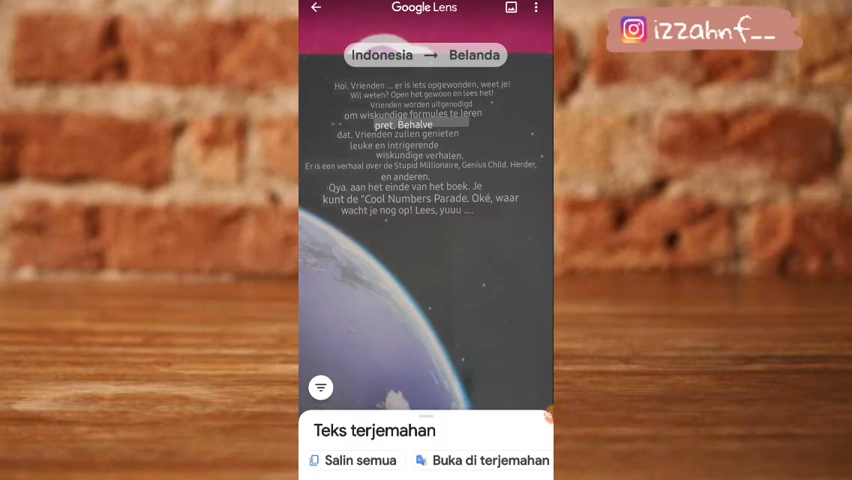 Google Lens
izzahnf__
Indonesia → Belanda
Hoi. Vrienden ... er is iets opgewonden, weet je!
Wil weten? Open het gewoon en lees het!
Vrienden worden uitgenodigd
om wiskundige formules te leren
pret. Behalve
dat. Vrienden zullen genieten
leuke en intrigerende
wiskundige verhalen.
Er is een verhaal over de Stupid Millionaire, Genius Child. Herder,
en anderen.
Qya. aan het einde van het boek. Je
kunt de "Cool Numbers Parade. Oké, waar
wacht je nog op! Lees, yuuu ....
Teks terjemahan
Salin semua
Buka di terjemahan